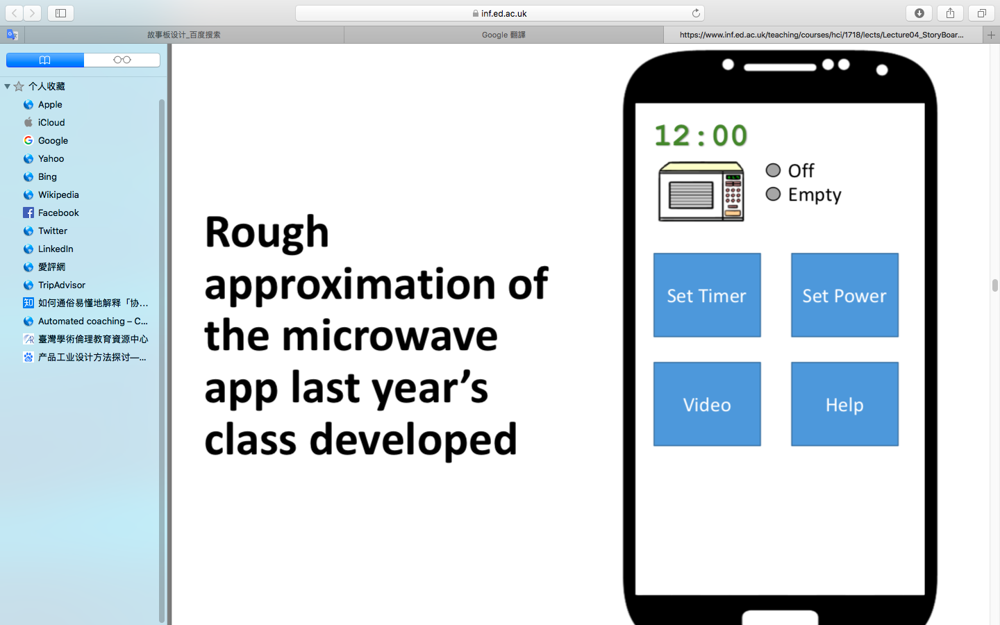 inf.ed.ac.uk
故事板设计_百度搜索
Google 翻譯
https://www.inf.ed.ac.uk/teaching/courses/hci/1718/lects/Lecture04_StoryBoar...
个人收藏
Apple
iCloud
Google
Yahoo
Bing
Wikipedia
Facebook
Twitter
LinkedIn
愛評網
TripAdvisor
如何通俗易懂地解释「协...
Automated coaching – C...
臺灣學術倫理教育資源中心
产品工业设计方法探讨—...
Rough
approximation of
the microwave
app last year's
class developed
12:00
Off
Empty
Set Timer
Set Power
Video
Help